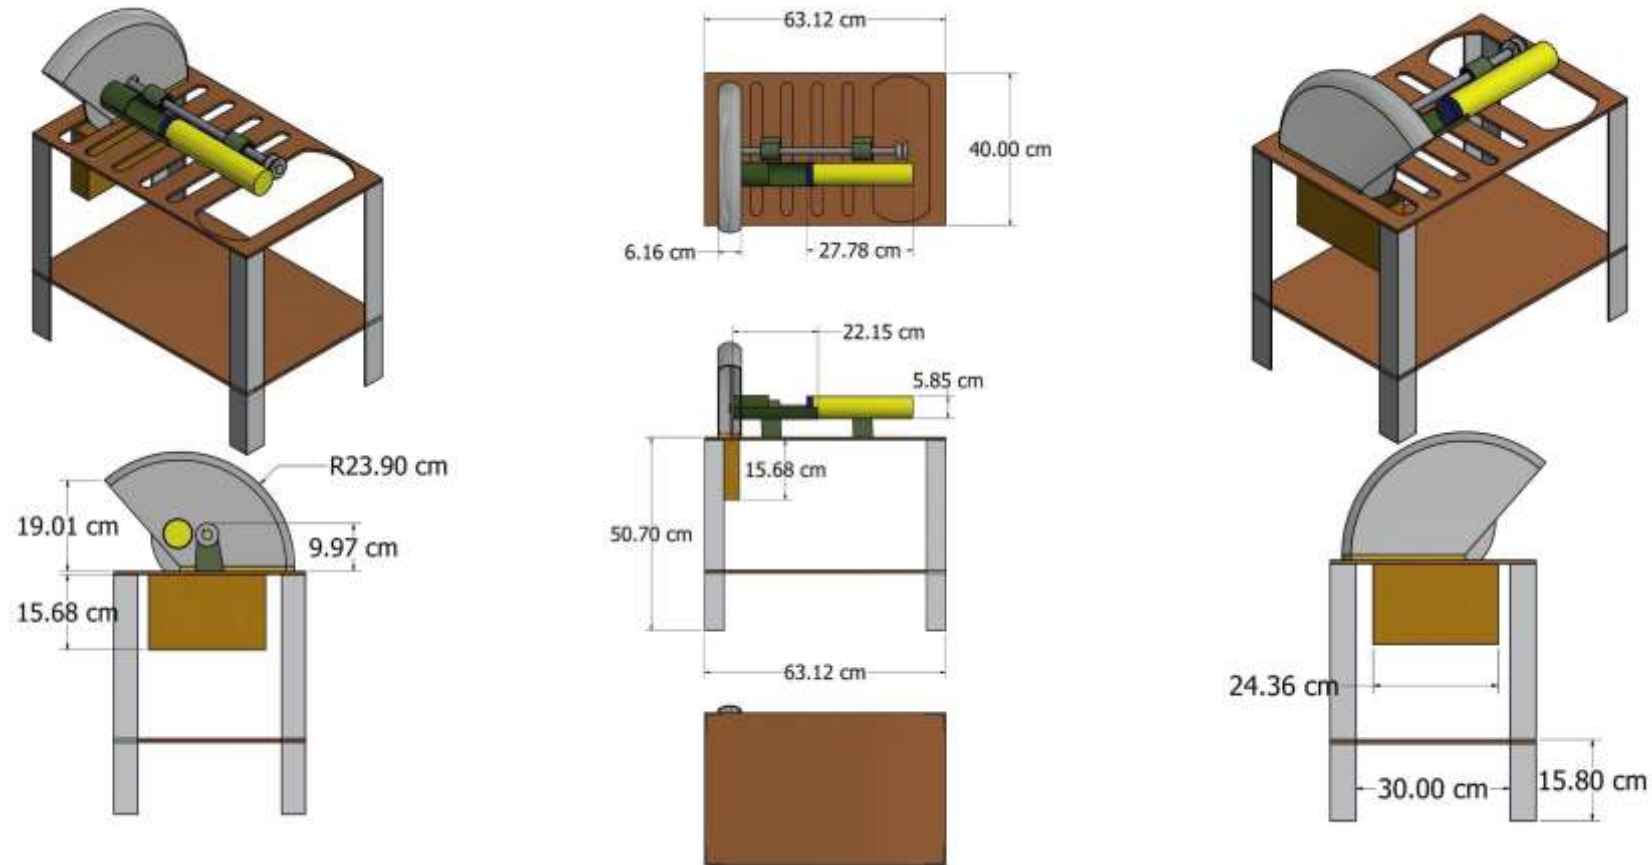 63.12 cm
40.00 cm
6.16 cm
27.78 cm
22.15 cm
5.85 cm
15.68 cm
50.70 cm
63.12 cm
R23.90 cm
19.01 cm
9.97 cm
15.68 cm
24.36 cm
30.00 cm
15.80 cm